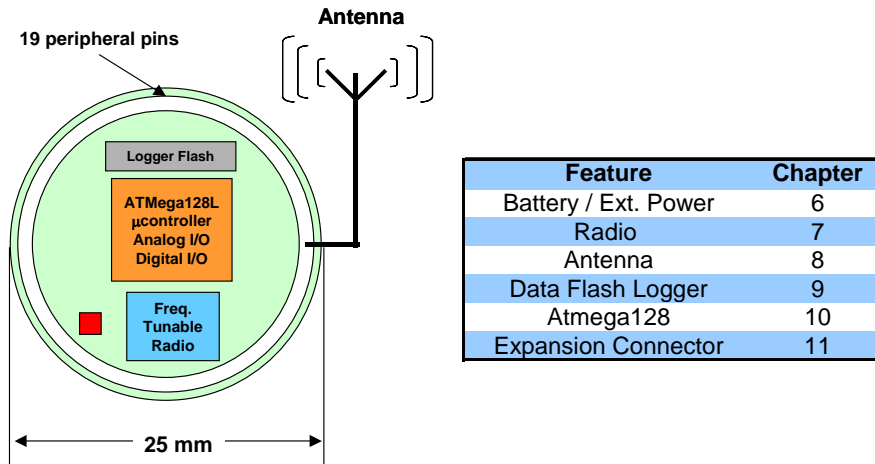 Antenna
19 peripheral pins
Logger Flash
ATMega128L
μcontroller
Analog I/O
Digital I/O
Freq.
Tunable
Radio
25 mm
Feature Chapter
Battery / Ext. Power 6
Radio 7
Antenna 8
Data Flash Logger 9
Atmega128 10
Expansion Connector 11